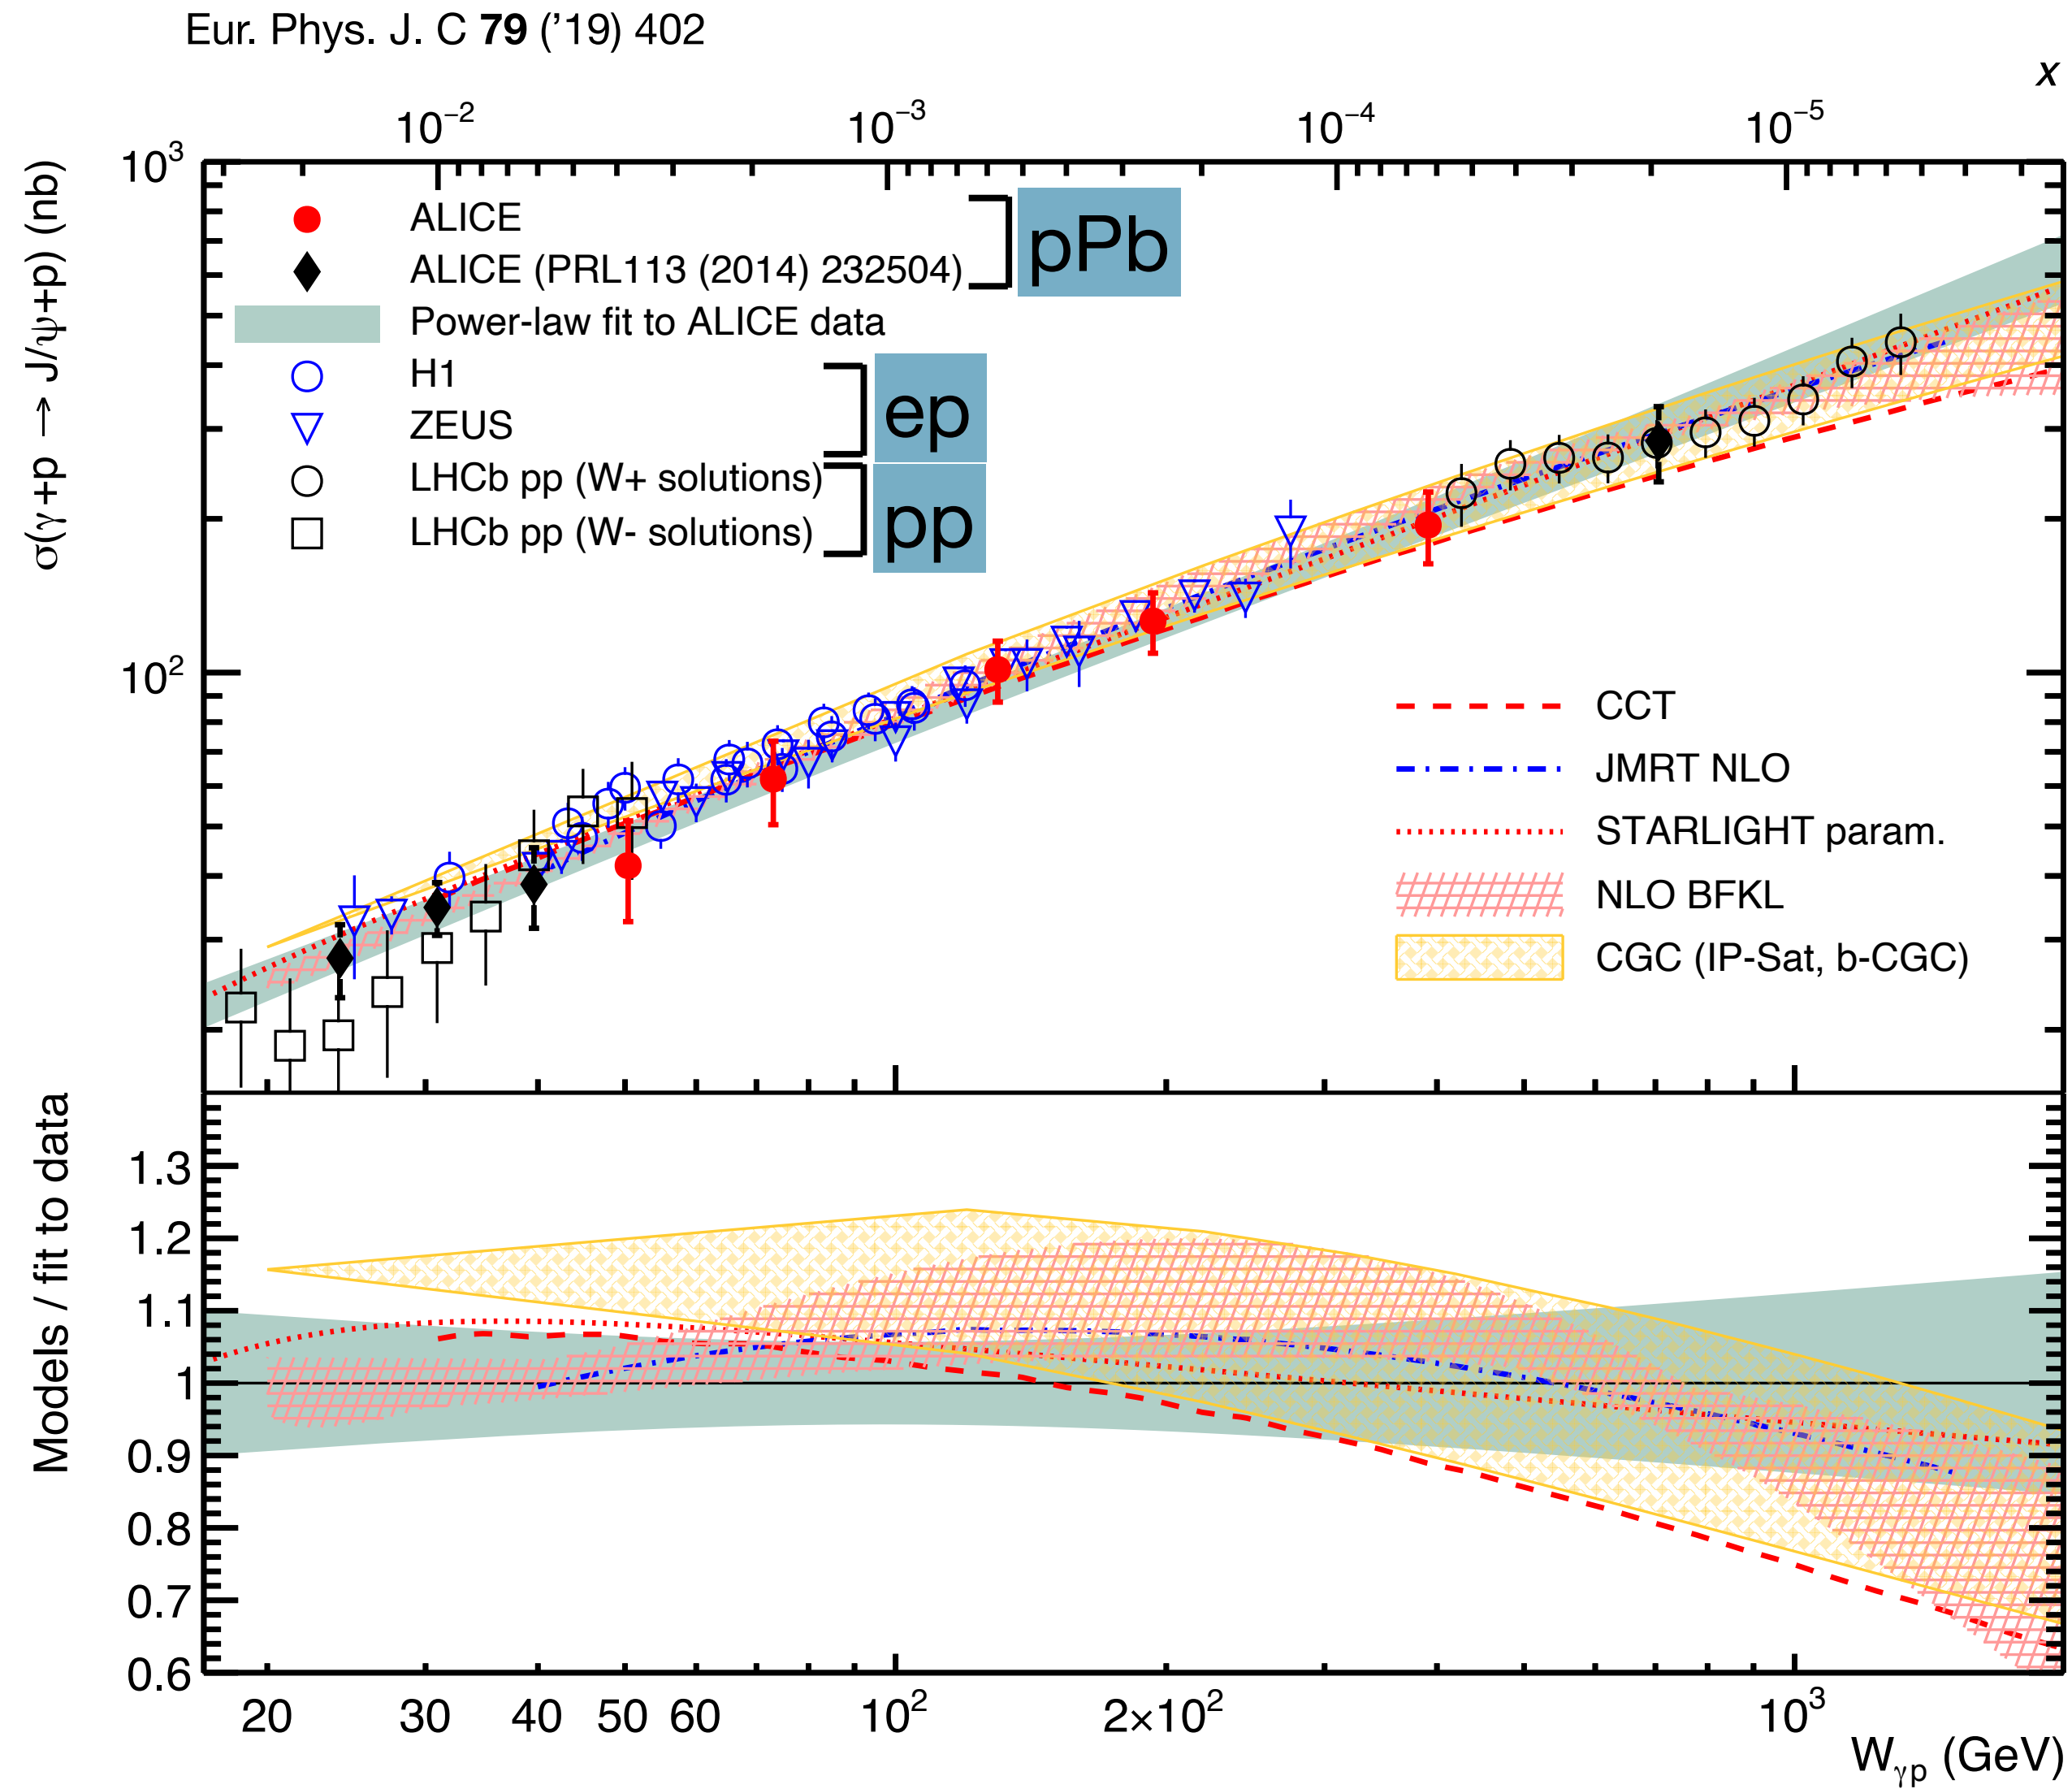 Eur. Phys. J. C 79 ('19) 402
x
10⁻² 10⁻³ 10⁻⁴ 10⁻⁵
σ(γ+p → J/ψ+p) (nb)
10³
10²
ALICE
ALICE (PRL113 (2014) 232504)
pPb
Power-law fit to ALICE data
H1
ZEUS
ep
LHCb pp (W+ solutions)
LHCb pp (W- solutions)
pp
CCT
JMRT NLO
STARLIGHT param.
NLO BFKL
CGC (IP-Sat, b-CGC)
Models / fit to data
1.3
1.2
1.1
1
0.9
0.8
0.7
0.6
20 30 40 50 60 10² 2×10² 10³
W_γp (GeV)